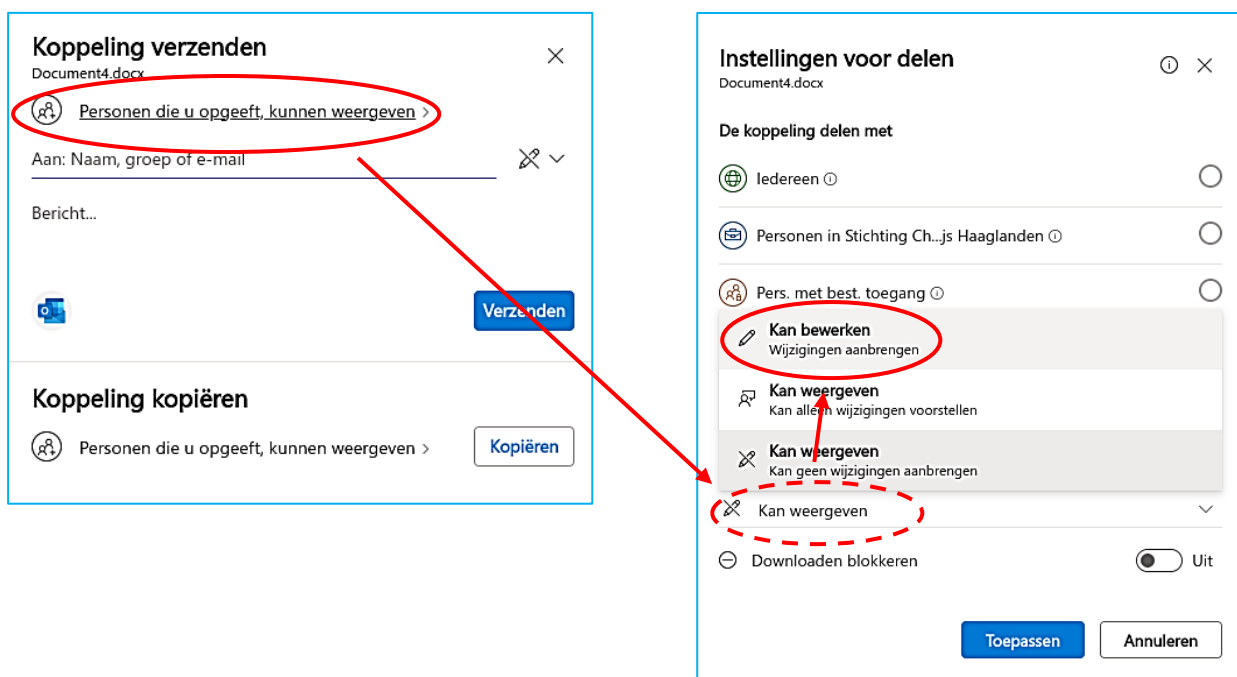 Koppeling verzenden
Document4.docx
Personen die u opgeeft, kunnen weergeven >
Aan: Naam, groep of e-mail
Bericht...
Verzenden
Koppeling kopiëren
Personen die u opgeeft, kunnen weergeven >
Kopiëren
Instellingen voor delen
Document4.docx
De koppeling delen met
Iedereen
Personen in Stichting Ch...js Haaglanden
Pers. met best. toegang
Kan bewerken
Wijzigingen aanbrengen
Kan weergeven
Kan alleen wijzigingen voorstellen
Kan weergeven
Kan geen wijzigingen aanbrengen
Kan weergeven
Downloaden blokkeren
Uit
Toepassen
Annuleren